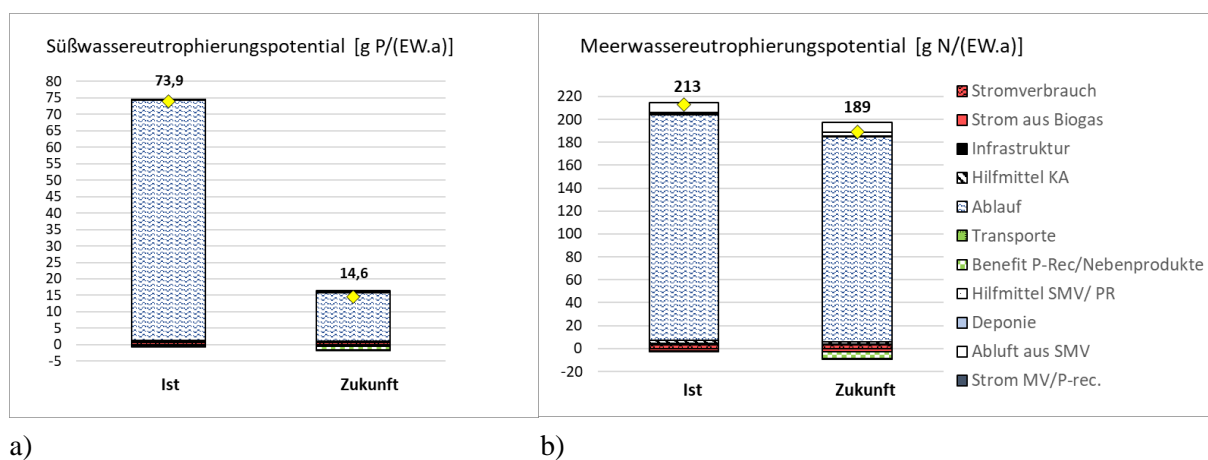 Süßwassereutrophierungspotential [g P/(EW.a)]
80
75
70
65
60
55
50
45
40
35
30
25
20
15
10
5
0
-5
73,9
14,6
Ist
Zukunft
Meerwassereutrophierungspotential [g N/(EW.a)]
220
200
180
160
140
120
100
80
60
40
20
0
-20
213
189
Ist
Zukunft
Stromverbrauch
Strom aus Biogas
Infrastruktur
Hilfmittel KA
Ablauf
Transporte
Benefit P-Rec/Nebenprodukte
Hilfmittel SMV/ PR
Deponie
Abluft aus SMV
Strom MV/P-rec.
a)
b)